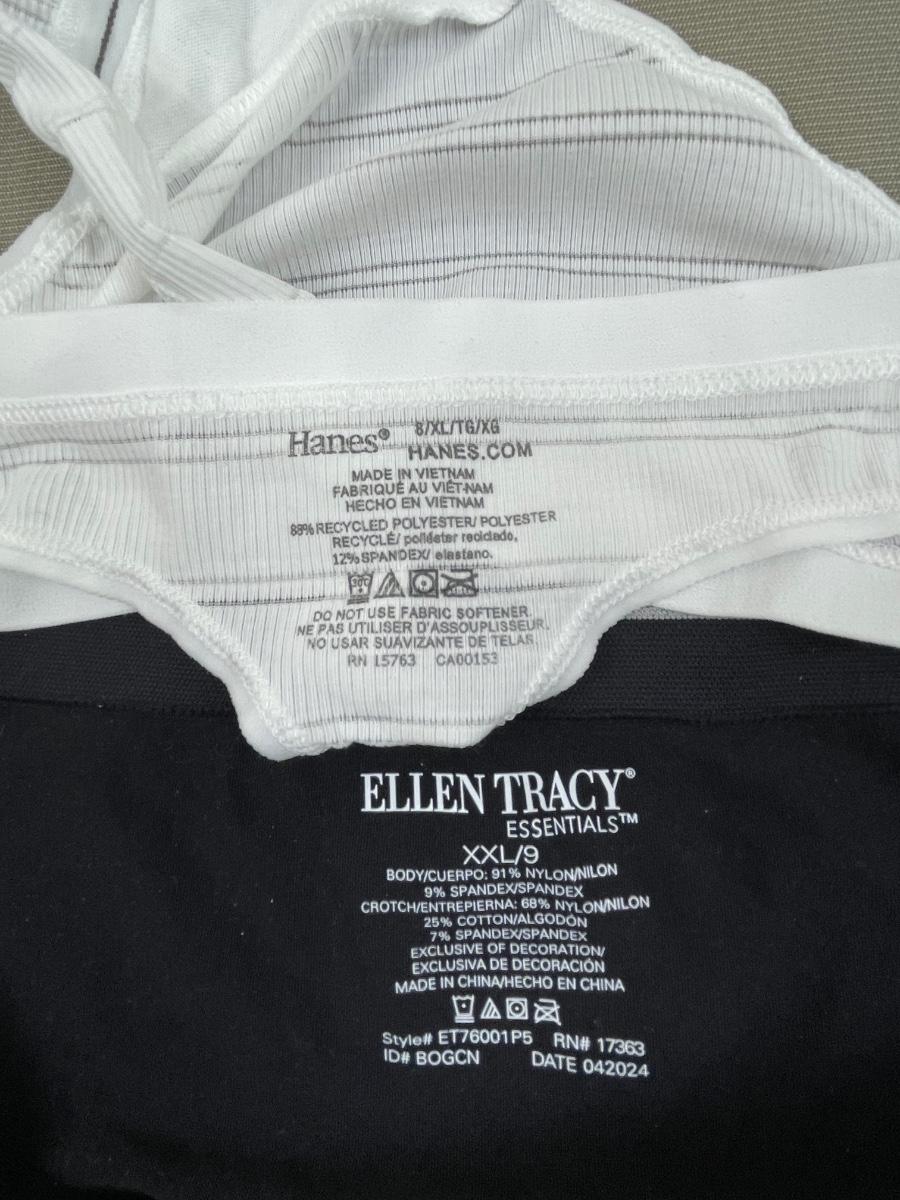 Hanes® 8/XL/TG/XG
HANES.COM
MADE IN VIETNAM
FABRIQUÉ AU VIÊT-NAM
HECHO EN VIETNAM
88% RECYCLED POLYESTER/ POLYESTER
RECYCLÉ/ poliéster reciclado.
12% SPANDEX/ elastano.
30°C
DO NOT USE FABRIC SOFTENER.
NE PAS UTILISER D'ASSOUPLISSEUR.
NO USAR SUAVIZANTE DE TELAS.
RN 15763 CA00153
ELLEN TRACY®
ESSENTIALS™
XXL/9
BODY/CUERPO: 91% NYLON/NILON
9% SPANDEX/SPANDEX
CROTCH/ENTREPIERNA: 68% NYLON/NILON
25% COTTON/ALGODÓN
7% SPANDEX/SPANDEX
EXCLUSIVE OF DECORATION/
EXCLUSIVA DE DECORACIÓN
MADE IN CHINA/HECHO EN CHINA
Style# ET76001P5 RN# 17363
ID# BOGCN DATE 042024